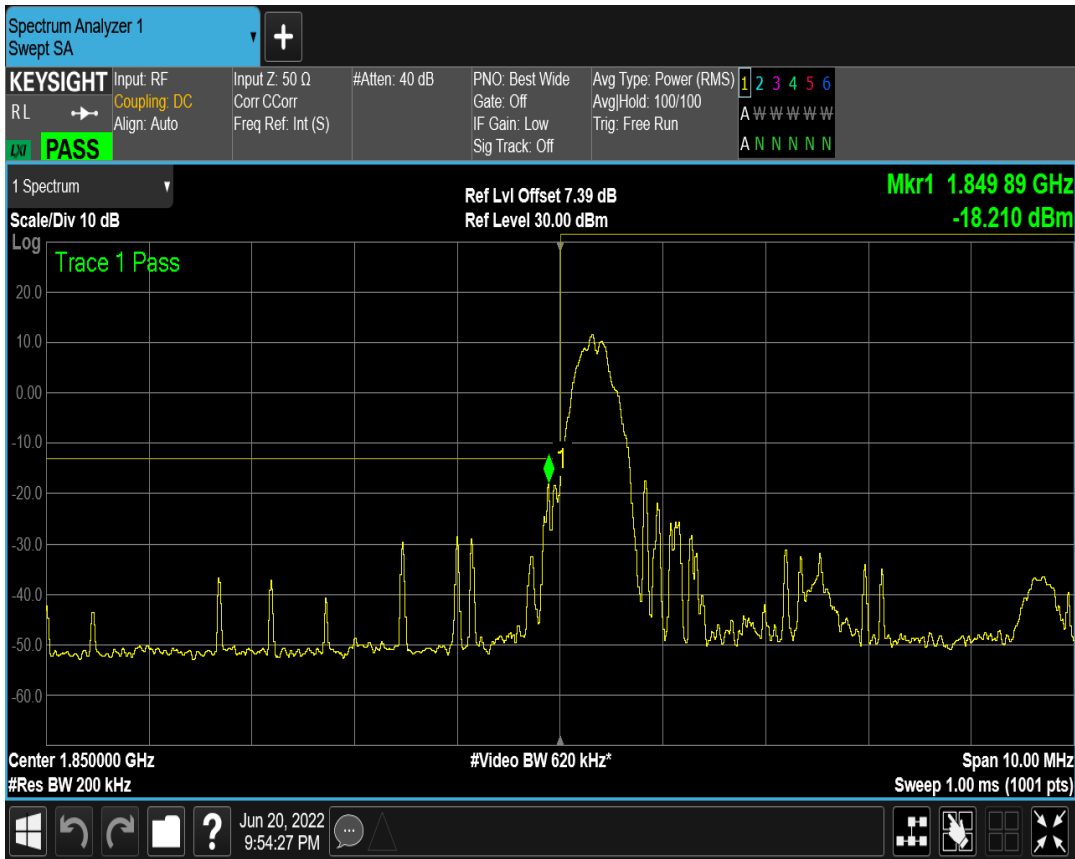 Spectrum Analyzer 1
Swept SA
KEYSIGHT
R L
LXI PASS
Input: RF
Coupling: DC
Align: Auto
Input Z: 50 Ω
Corr CCorr
Freq Ref: Int (S)
#Atten: 40 dB
PNO: Best Wide
Gate: Off
IF Gain: Low
Sig Track: Off
Avg Type: Power (RMS)
Avg|Hold: 100/100
Trig: Free Run
1 2 3 4 5 6
A W W W W W
A N N N N N
1 Spectrum
Scale/Div 10 dB
Ref Lvl Offset 7.39 dB
Ref Level 30.00 dBm
Mkr1 1.849 89 GHz
-18.210 dBm
Log
Trace 1 Pass
20.0
10.0
0.00
-10.0
1
-20.0
-30.0
-40.0
-50.0
-60.0
Center 1.850000 GHz
#Video BW 620 kHz*
Span 10.00 MHz
#Res BW 200 kHz
Sweep 1.00 ms (1001 pts)
?
Jun 20, 2022
9:54:27 PM